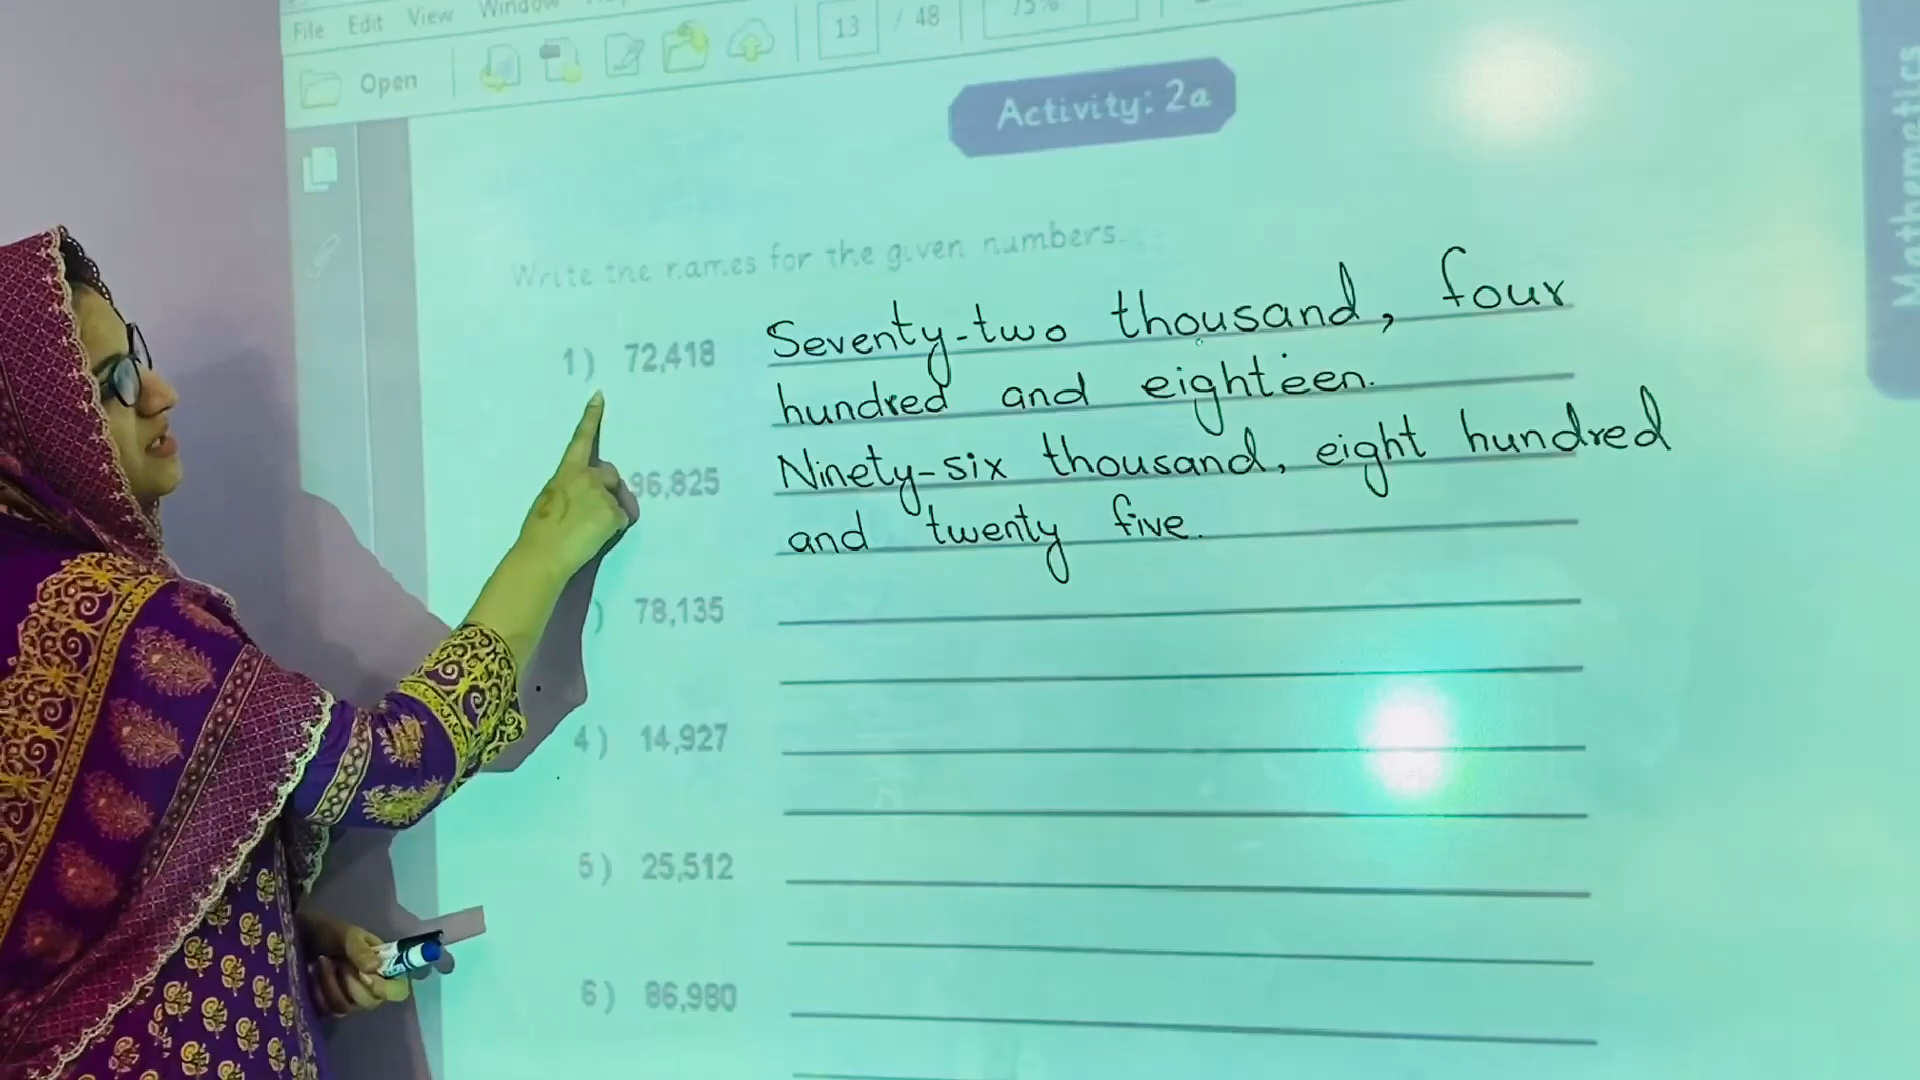 File Edit View Window
Open
13 / 48
75%
Activity: 2a
Mathematics
Write the names for the given numbers.
1) 72,418 Seventy-two thousand, four
hundred and eighteen.
96,825 Ninety-six thousand, eight hundred
and twenty five.
) 78,135
4) 14,927
5) 25,512
6) 86,980